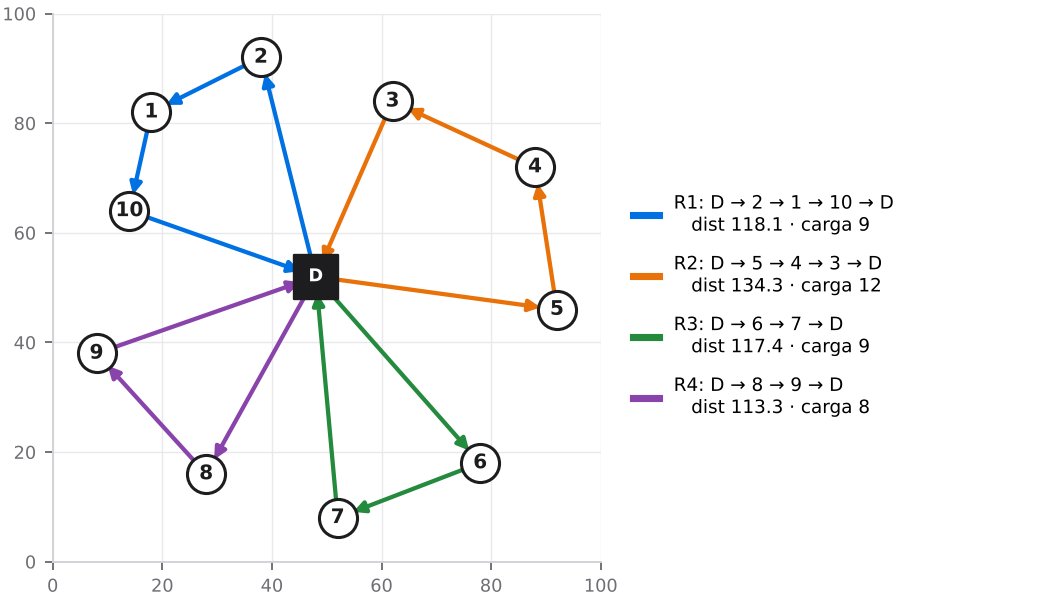 100
80
60
40
20
0
0 20 40 60 80 100
2
1
3
4
10
D
5
9
8
6
7
R1: D → 2 → 1 → 10 → D
dist 118.1 · carga 9
R2: D → 5 → 4 → 3 → D
dist 134.3 · carga 12
R3: D → 6 → 7 → D
dist 117.4 · carga 9
R4: D → 8 → 9 → D
dist 113.3 · carga 8